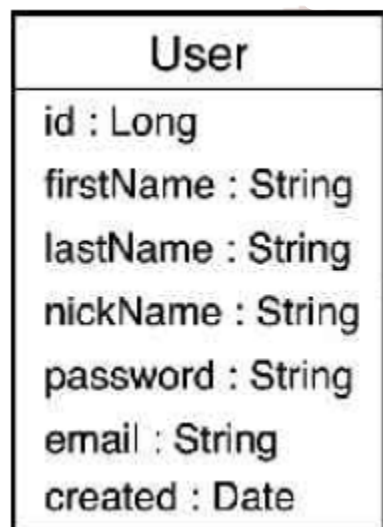 User
id : Long
firstName : String
lastName : String
nickName : String
password : String
email : String
created : Date